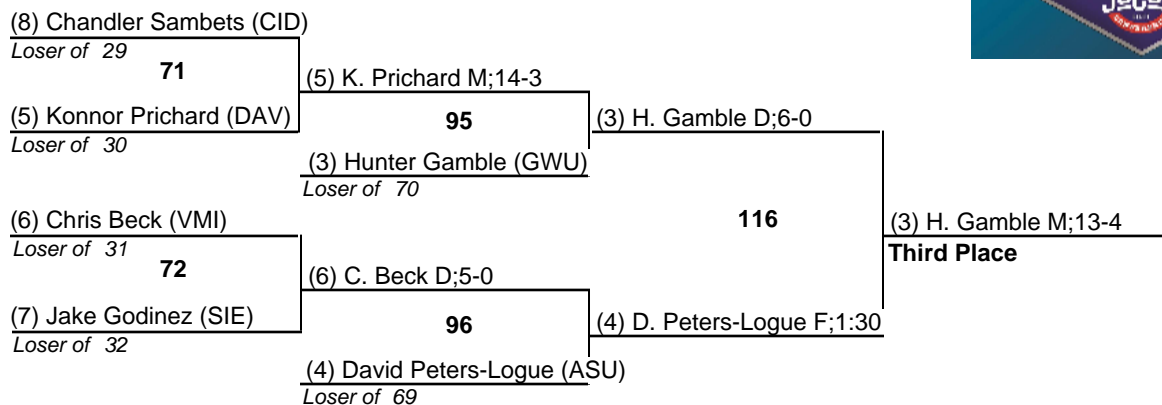 (8) Chandler Sambets (CID)
Loser of 29
71
(5) K. Prichard M;14-3
(5) Konnor Prichard (DAV)
Loser of 30
95
(3) H. Gamble D;6-0
(3) Hunter Gamble (GWU)
Loser of 70
(6) Chris Beck (VMI)
Loser of 31
116
(3) H. Gamble M;13-4
Third Place
72
(6) C. Beck D;5-0
(7) Jake Godinez (SIE)
Loser of 32
96
(4) D. Peters-Logue F;1:30
(4) David Peters-Logue (ASU)
Loser of 69